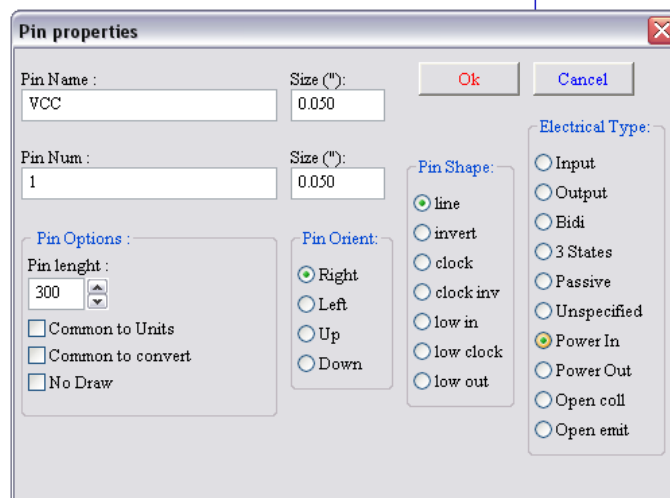 Pin properties
Pin Name :
VCC
Size ("):
0.050
Ok
Cancel
Pin Num :
1
Size ("):
0.050
Pin Options :
Pin lenght :
300
Common to Units
Common to convert
No Draw
Pin Orient:
Right
Left
Up
Down
Pin Shape:
line
invert
clock
clock inv
low in
low clock
low out
Electrical Type:
Input
Output
Bidi
3 States
Passive
Unspecified
Power In
Power Out
Open coll
Open emit